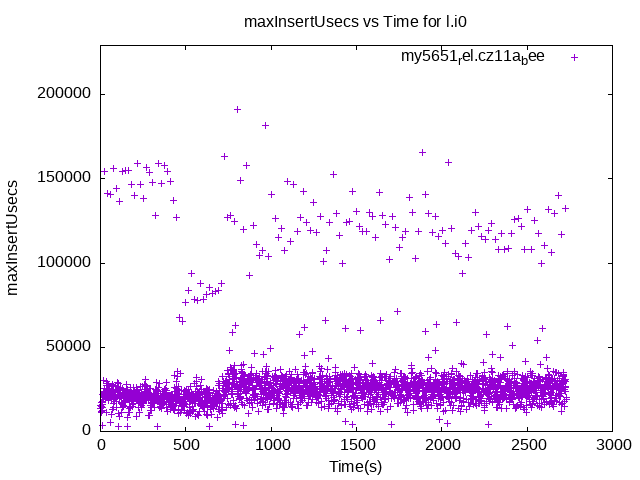 maxInsertUsecs vs Time for l.i0
my5651rel.cz11abee
200000
150000
100000
50000
0
maxInsertUsecs
0 500 1000 1500 2000 2500 3000
Time(s)